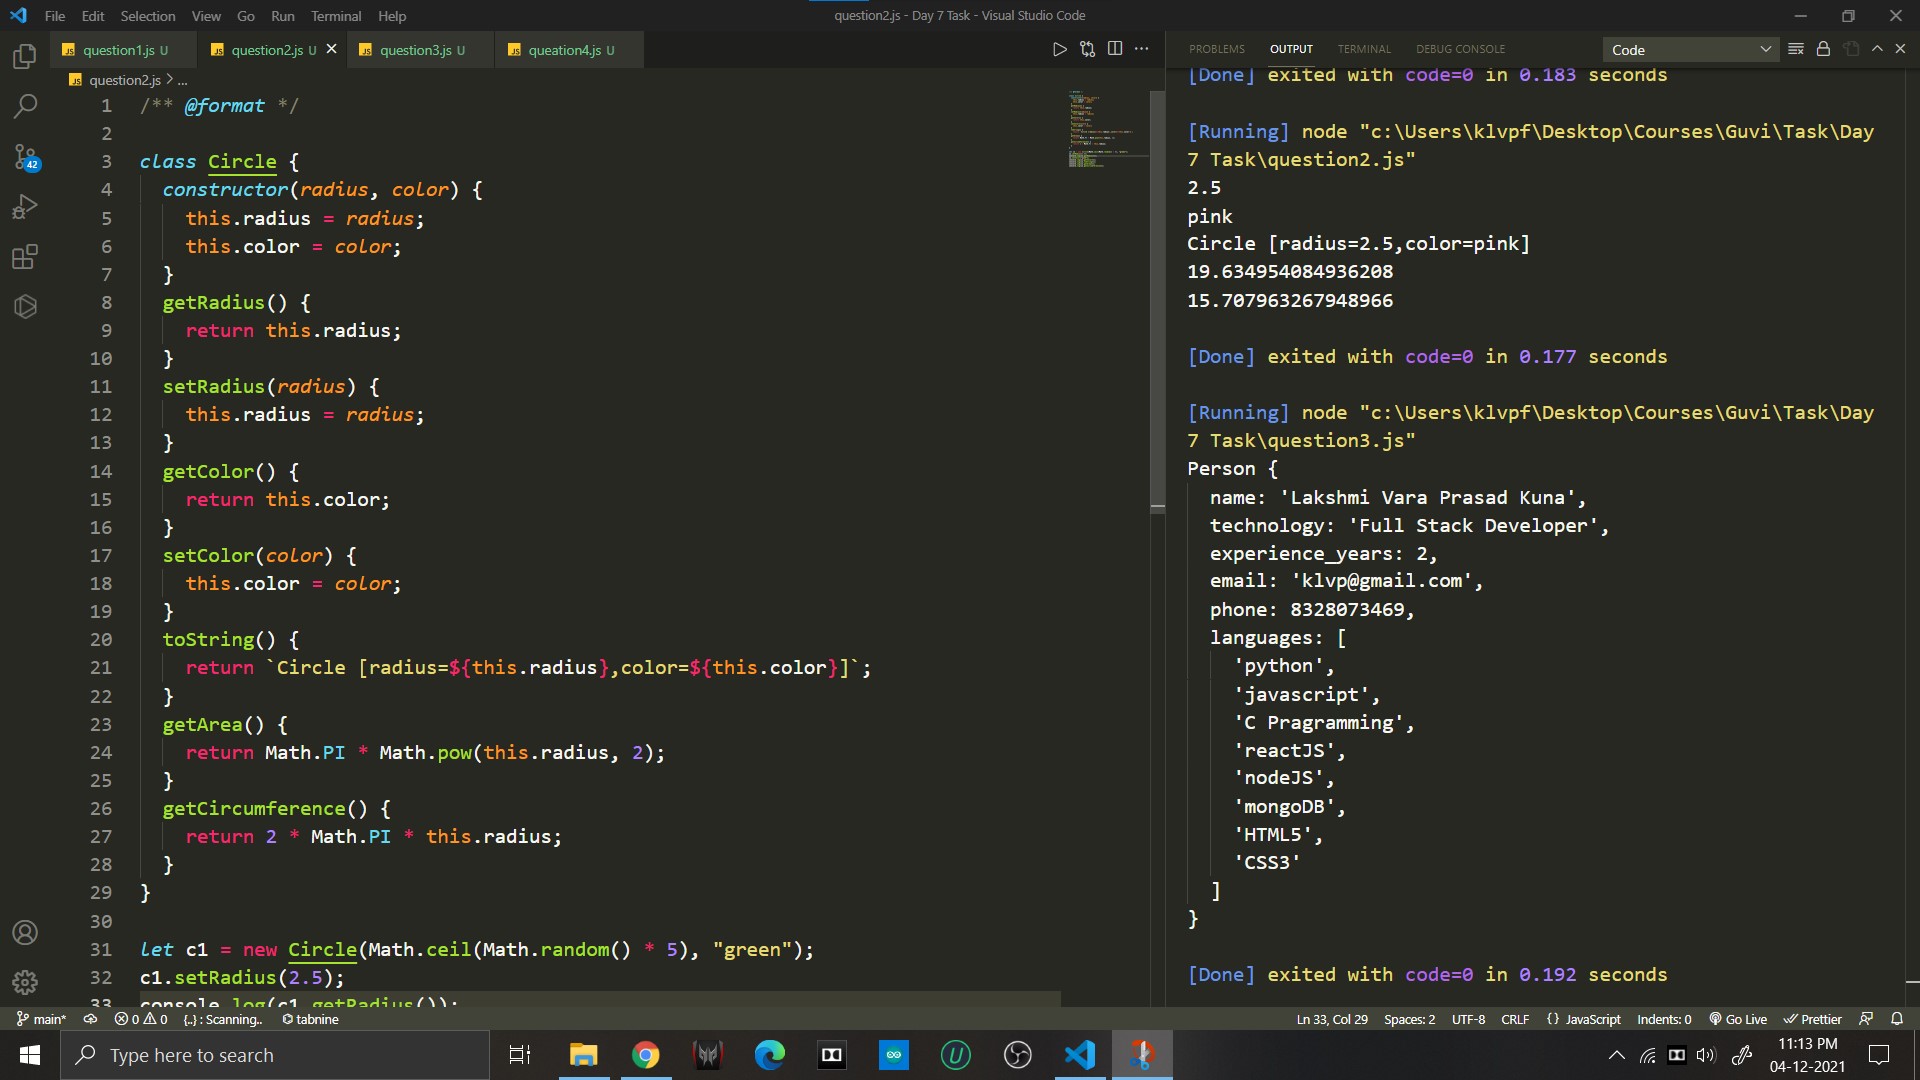 File Edit Selection View Go Run Terminal Help
question2.js - Day 7 Task - Visual Studio Code
question1.js U question2.js U question3.js U queation4.js U
question2.js > ...
1 /** @format */
2
3 class Circle {
4 constructor(radius, color) {
5 this.radius = radius;
6 this.color = color;
7 }
8 getRadius() {
9 return this.radius;
10 }
11 setRadius(radius) {
12 this.radius = radius;
13 }
14 getColor() {
15 return this.color;
16 }
17 setColor(color) {
18 this.color = color;
19 }
20 toString() {
21 return `Circle [radius=${this.radius},color=${this.color}]`;
22 }
23 getArea() {
24 return Math.PI * Math.pow(this.radius, 2);
25 }
26 getCircumference() {
27 return 2 * Math.PI * this.radius;
28 }
29 }
30
31 let c1 = new Circle(Math.ceil(Math.random() * 5), "green");
32 c1.setRadius(2.5);
33 console.log(c1.getRadius());
PROBLEMS OUTPUT TERMINAL DEBUG CONSOLE Code
[Done] exited with code=0 in 0.183 seconds
[Running] node "c:\Users\klvpf\Desktop\Courses\Guvi\Task\Day
7 Task\question2.js"
2.5
pink
Circle [radius=2.5,color=pink]
19.634954084936208
15.707963267948966
[Done] exited with code=0 in 0.177 seconds
[Running] node "c:\Users\klvpf\Desktop\Courses\Guvi\Task\Day
7 Task\question3.js"
Person {
name: 'Lakshmi Vara Prasad Kuna',
technology: 'Full Stack Developer',
experience_years: 2,
email: 'klvp@gmail.com',
phone: 8328073469,
languages: [
'python',
'javascript',
'C Pragramming',
'reactJS',
'nodeJS',
'mongoDB',
'HTML5',
'CSS3'
]
}
[Done] exited with code=0 in 0.192 seconds
42
main* 0 0 {..} : Scanning.. tabnine
Ln 33, Col 29 Spaces: 2 UTF-8 CRLF {} JavaScript Indents: 0 Go Live Prettier
Type here to search
11:13 PM
04-12-2021